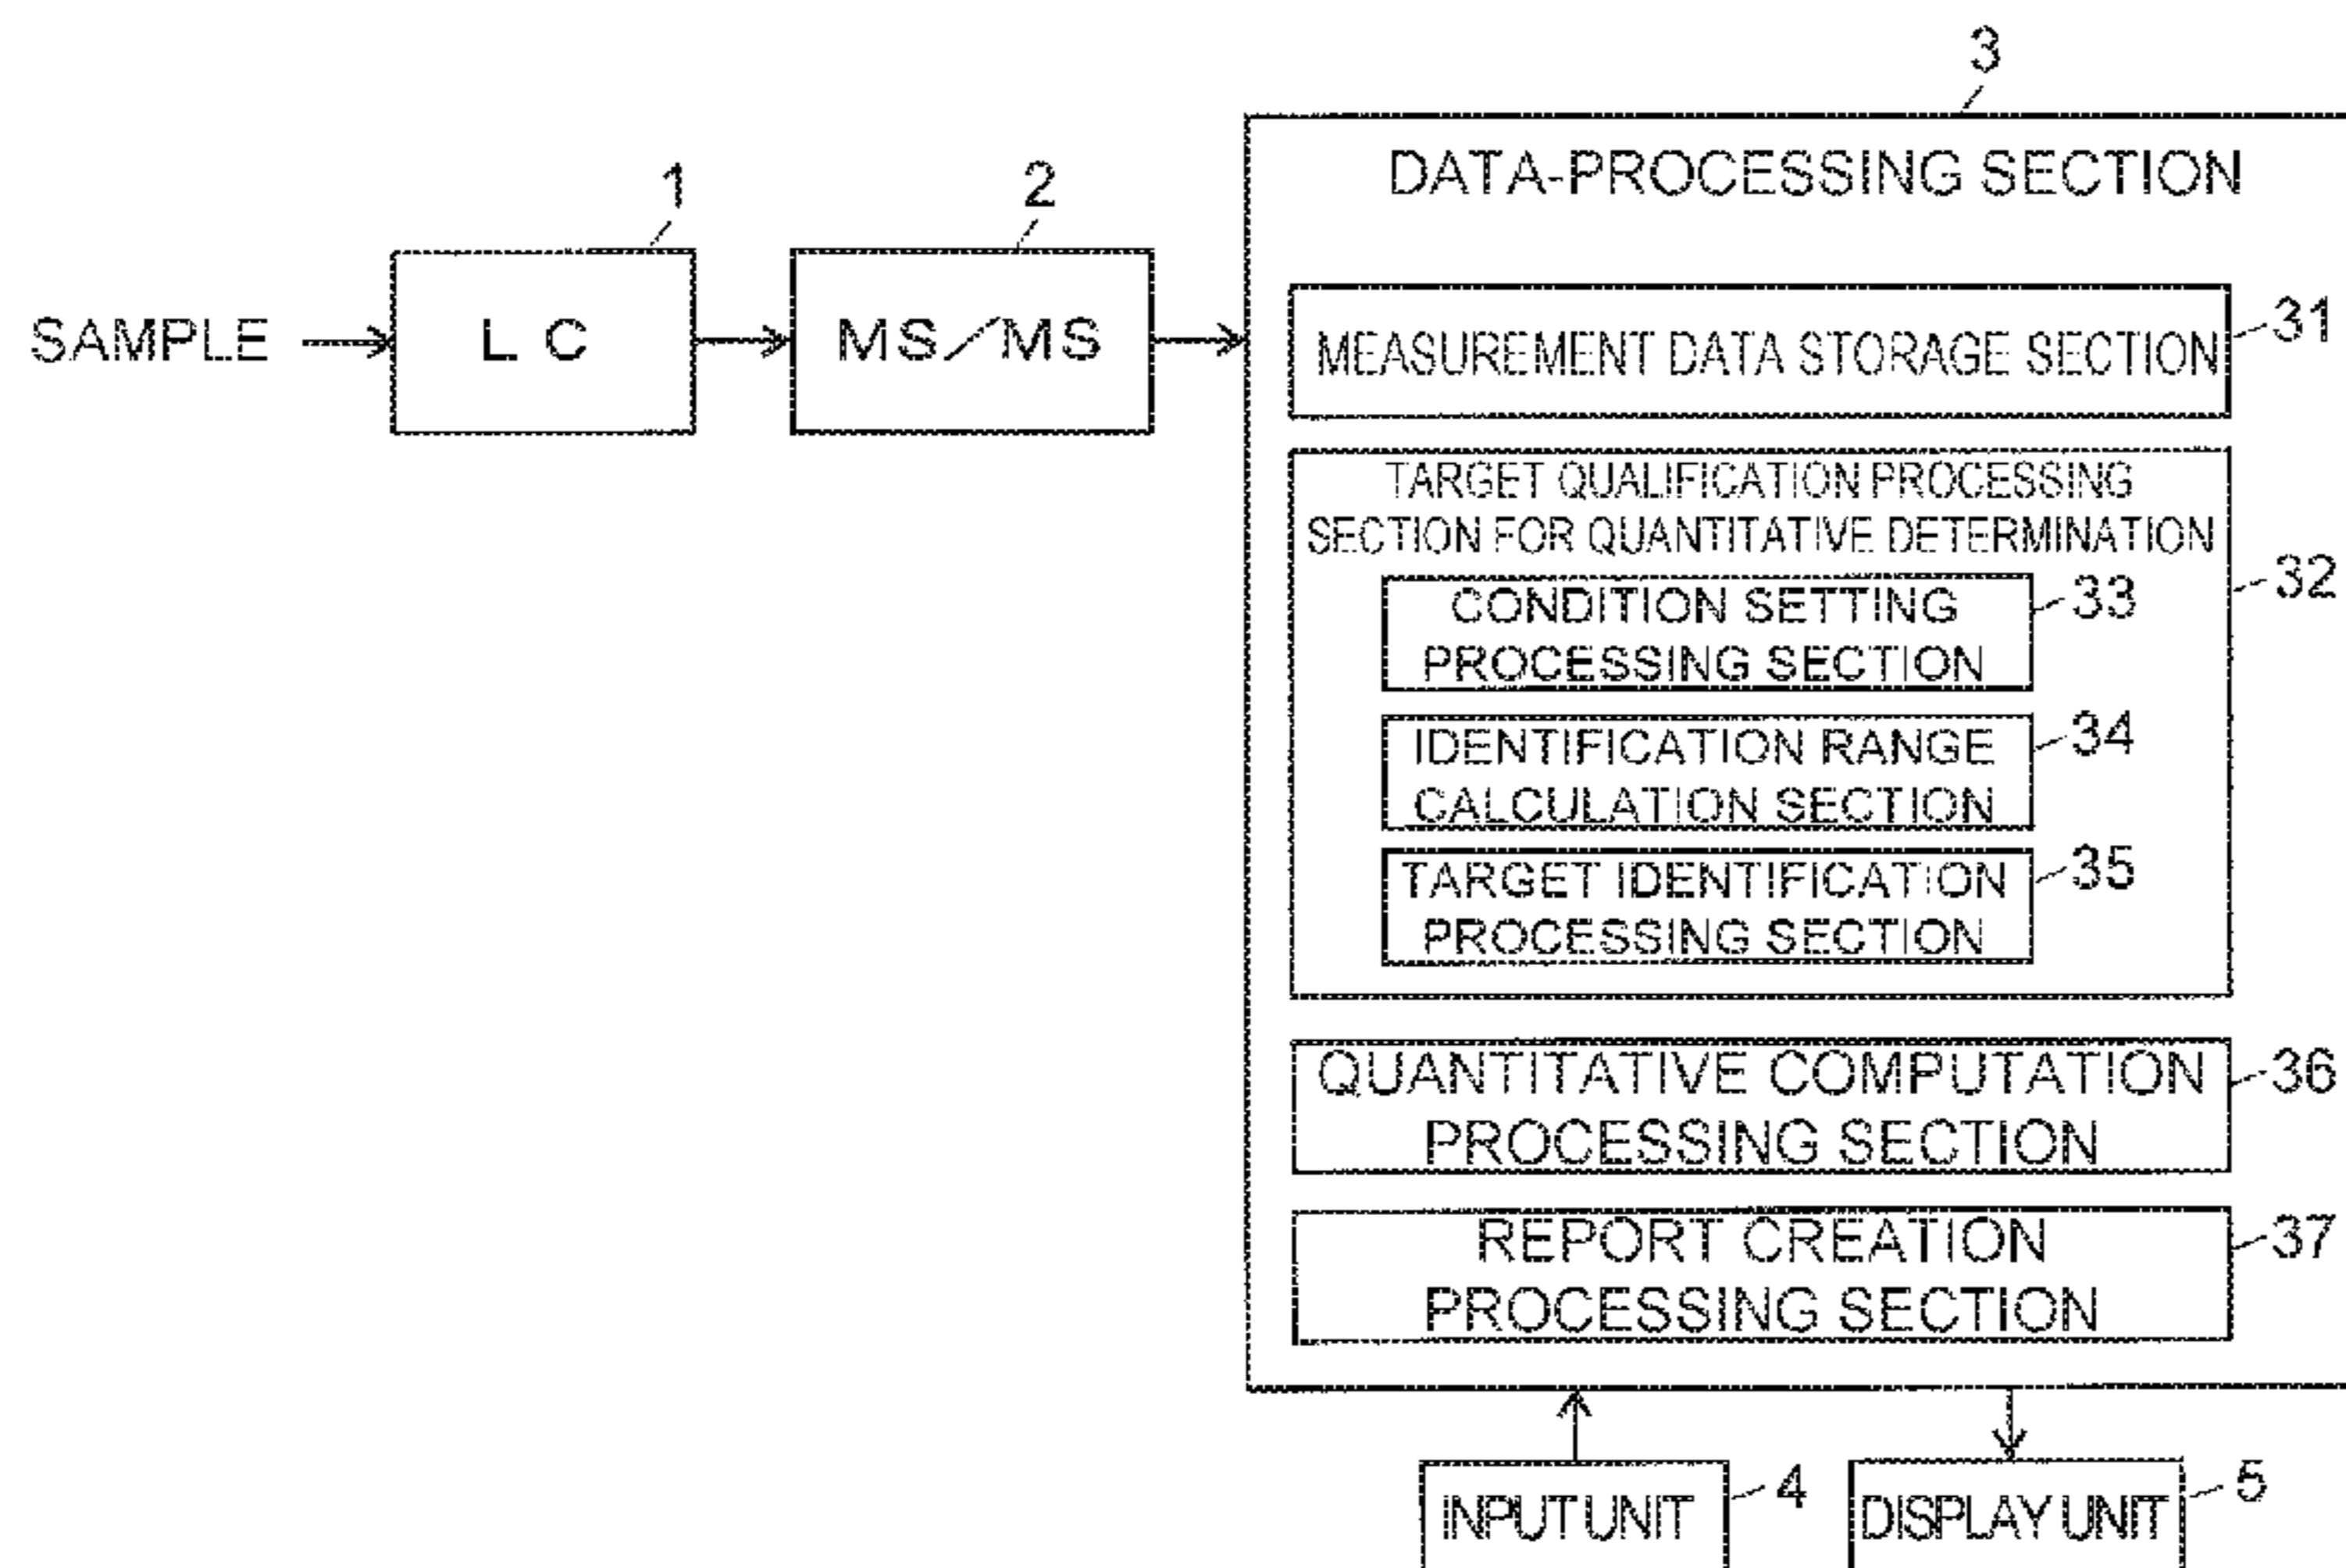 3
DATA-PROCESSING SECTION
1
2
SAMPLE
LC
MS/MS
MEASUREMENT DATA STORAGE SECTION
31
TARGET QUALIFICATION PROCESSING
SECTION FOR QUANTITATIVE DETERMINATION
32
CONDITION SETTING
PROCESSING SECTION
33
IDENTIFICATION RANGE
CALCULATION SECTION
34
TARGET IDENTIFICATION
PROCESSING SECTION
35
QUANTITATIVE COMPUTATION
PROCESSING SECTION
36
REPORT CREATION
PROCESSING SECTION
37
INPUT UNIT
4
DISPLAY UNIT
5